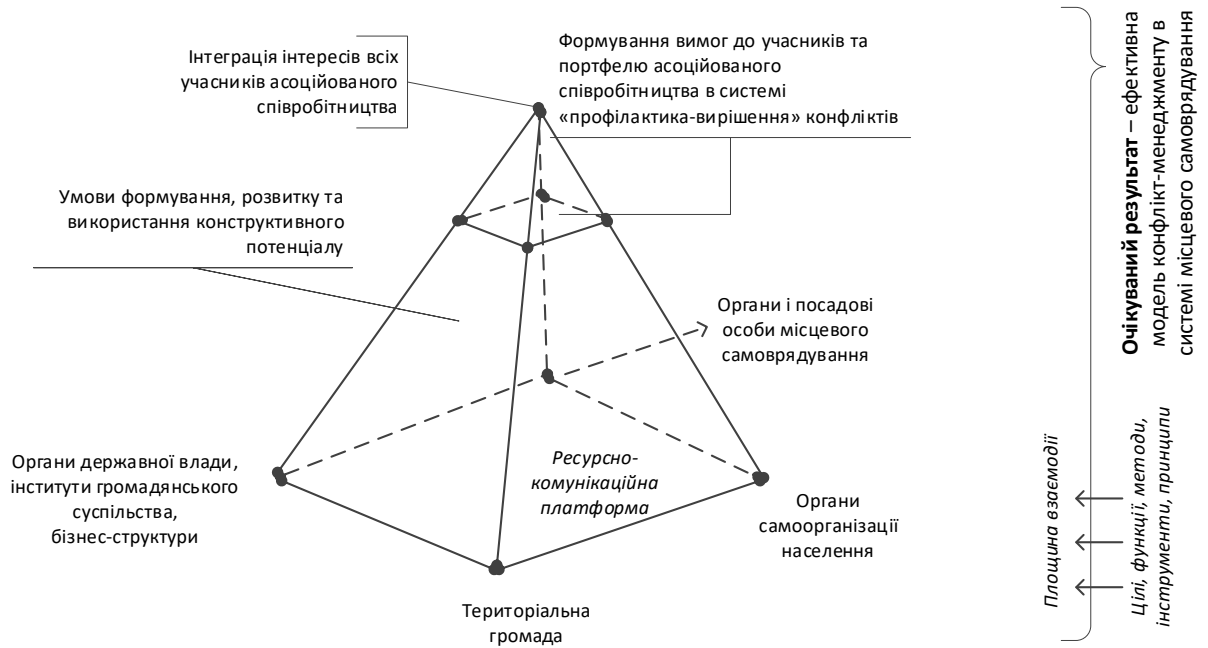 Інтеграція інтересів всіх
учасників асоційованого
співробітництва
Формування вимог до учасників та
портфелю асоційованого
співробітництва в системі
«профілактика-вирішення» конфліктів
Умови формування, розвитку та
використання конструктивного
потенціалу
Органи і посадові
особи місцевого
самоврядування
Органи державної влади,
інститути громадянського
суспільства,
бізнес-структури
Ресурсно-
комунікаційна
платформа
Органи
самоорганізації
населення
Територіальна
громада
Очікуваний результат – ефективна
модель конфлікт-менеджменту в
системі місцевого самоврядування
Площина взаємодії
Цілі, функції, методи,
інструменти, принципи